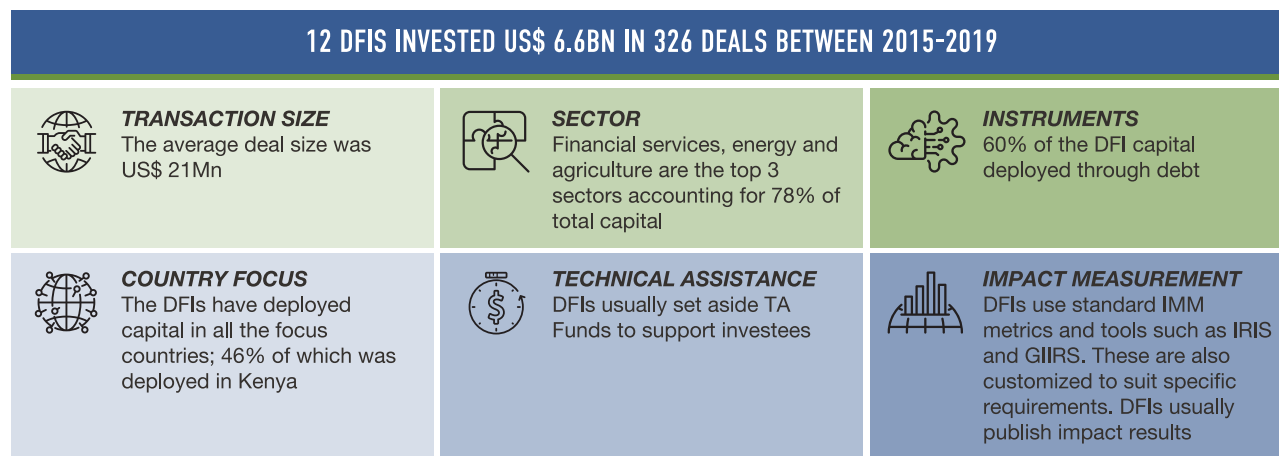 12 DFIS INVESTED US$ 6.6BN IN 326 DEALS BETWEEN 2015-2019
TRANSACTION SIZE
The average deal size was
US$ 21Mn
SECTOR
Financial services, energy and
agriculture are the top 3
sectors accounting for 78% of
total capital
INSTRUMENTS
60% of the DFI capital
deployed through debt
COUNTRY FOCUS
The DFIs have deployed
capital in all the focus
countries; 46% of which was
deployed in Kenya
TECHNICAL ASSISTANCE
DFIs usually set aside TA
Funds to support investees
IMPACT MEASUREMENT
DFIs use standard IMM
metrics and tools such as IRIS
and GIIRS. These are also
customized to suit specific
requirements. DFIs usually
publish impact results